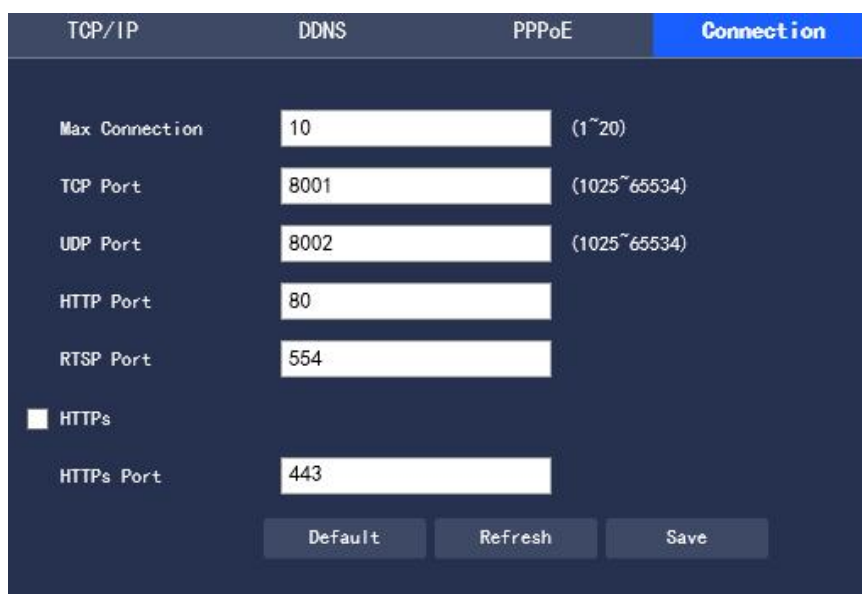 TCP/IP DDNS PPPoE Connection
Max Connection 10 (1~20)
TCP Port 8001 (1025~65534)
UDP Port 8002 (1025~65534)
HTTP Port 80
RTSP Port 554
HTTPs
HTTPs Port 443
Default Refresh Save